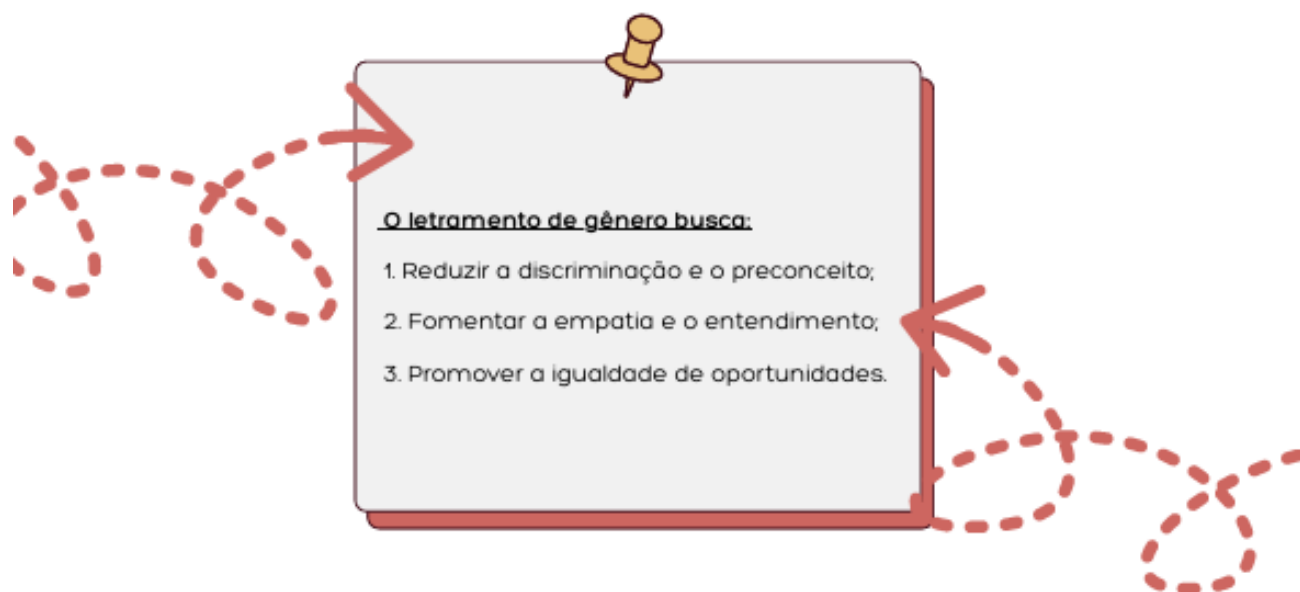 O letramento de gênero busca:
1. Reduzir a discriminação e o preconceito;
2. Fomentar a empatia e o entendimento;
3. Promover a igualdade de oportunidades.